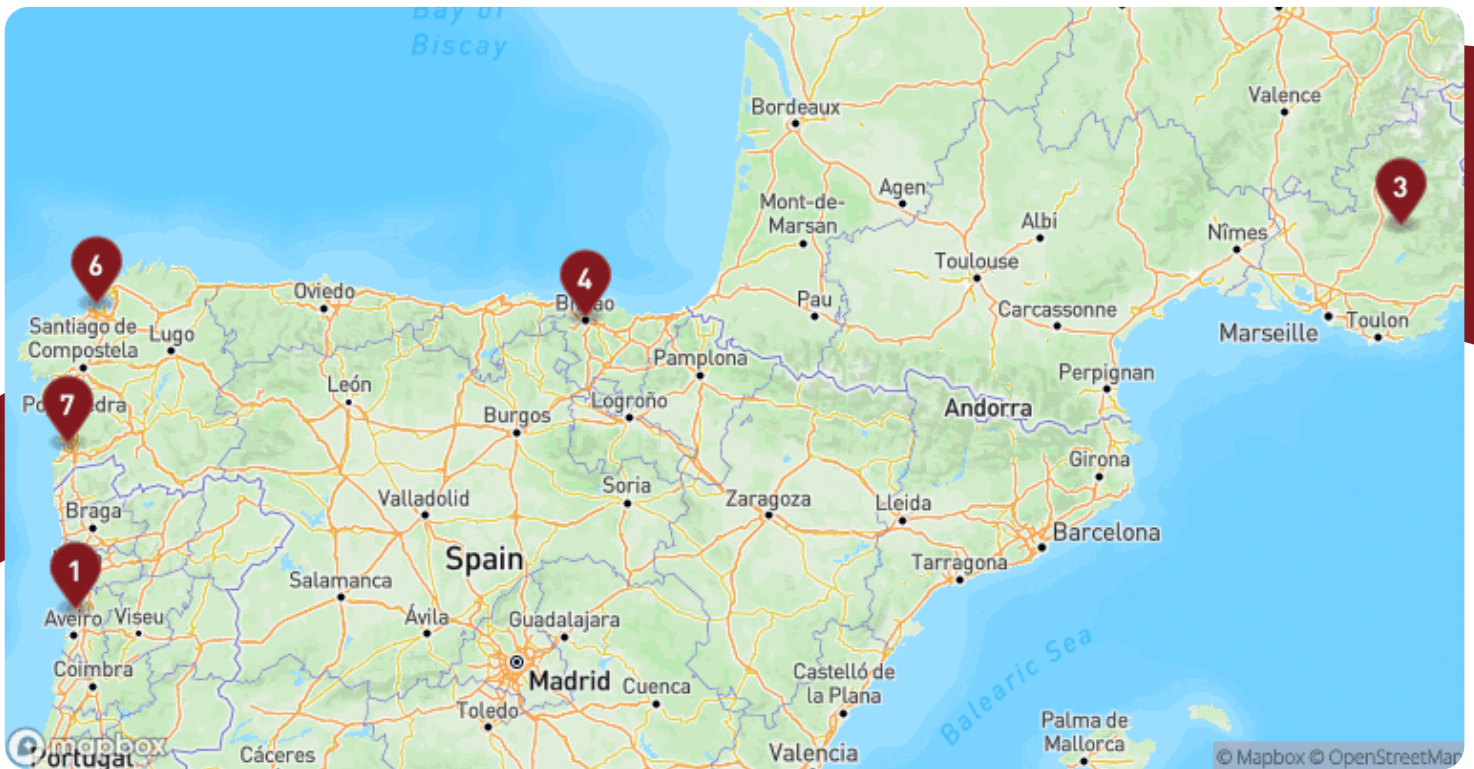 Bay of
Biscay
Bordeaux
Valence
Agen
3
Mont-de-
Marsan
Albi
Nîmes
6
Toulouse
4
Oviedo
Pau
Carcassonne
Santiago de
Compostela
Lugo
Marseille
Toulon
Pamplona
Perpignan
León
7
Logroño
Andorra
Burgos
Girona
Soria
Valladolid
Zaragoza
Lleida
Braga
Barcelona
Spain
Tarragona
1
Salamanca
Aveiro
Viseu
Ávila
Guadalajara
Coimbra
Castelló de
la Plana
Balearic Sea
Madrid
Cuenca
Toledo
Palma de
Mallorca
mapbox
Portugal
Cáceres
Valencia
© Mapbox © OpenStreetMap